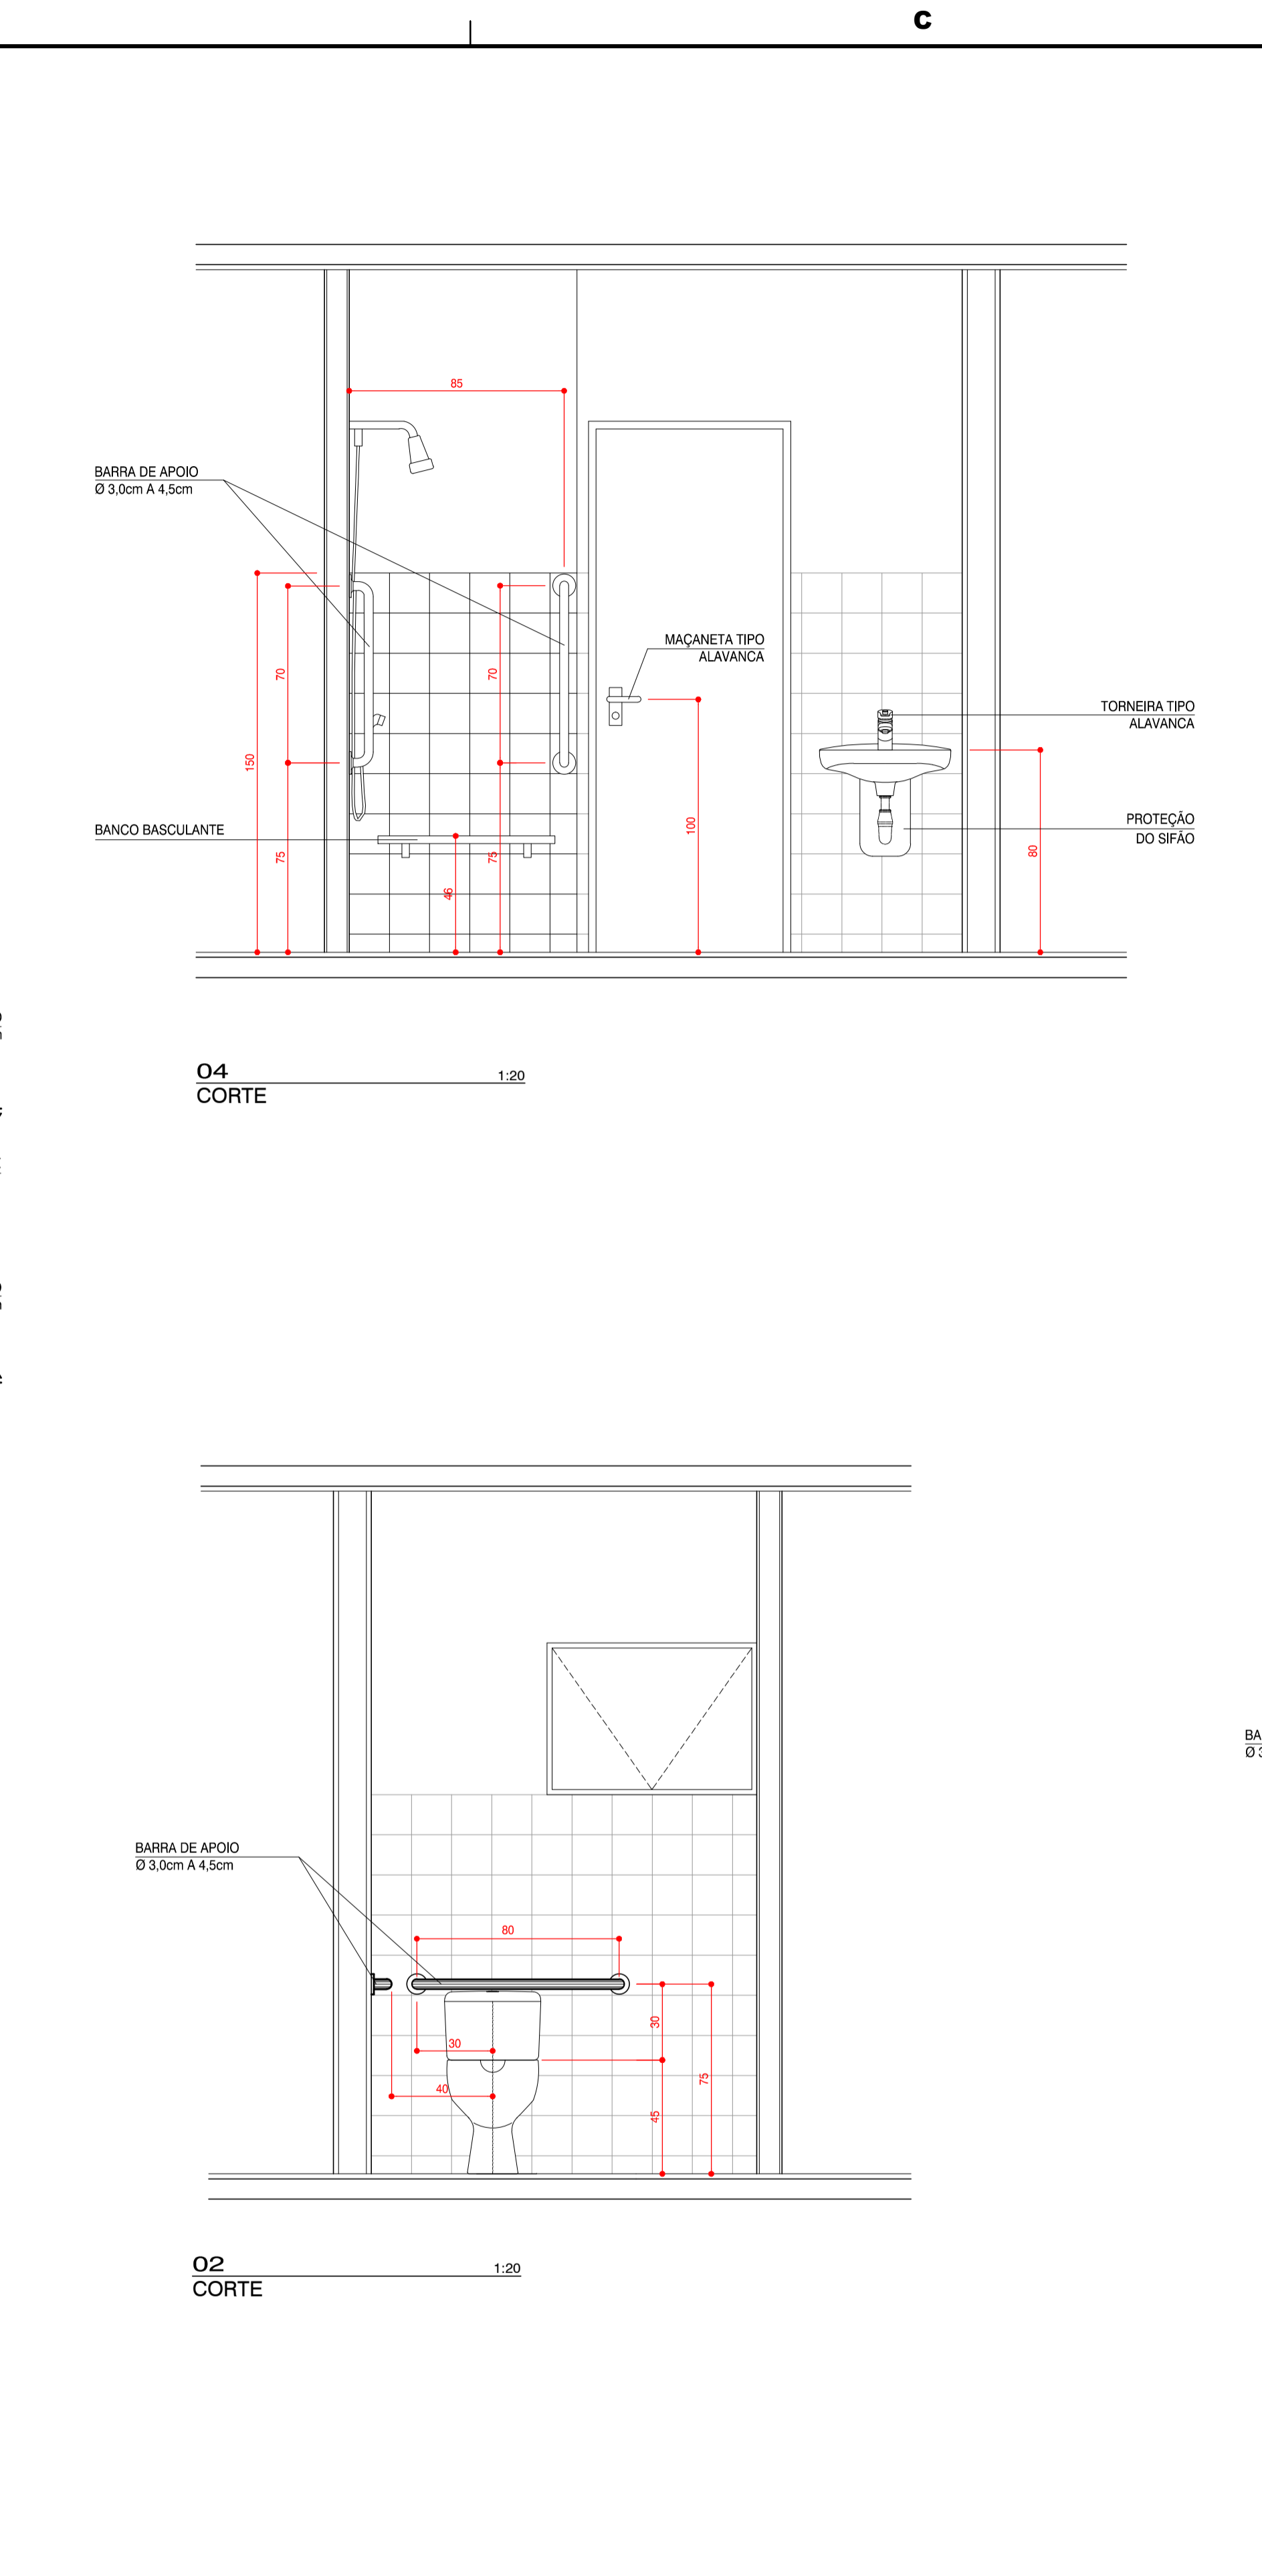 C
85
BARRA DE APOIO
Ø 3,0cm A 4,5cm
MAÇANETA TIPO
ALAVANCA
70
70
TORNEIRA TIPO
ALAVANCA
150
PROTEÇÃO
DO SIFÃO
BANCO BASCULANTE
100
80
75
75
46
04
1:20
CORTE
BA
Ø 3
BARRA DE APOIO
Ø 3,0cm A 4,5cm
80
30
30
75
40
45
02
1:20
CORTE